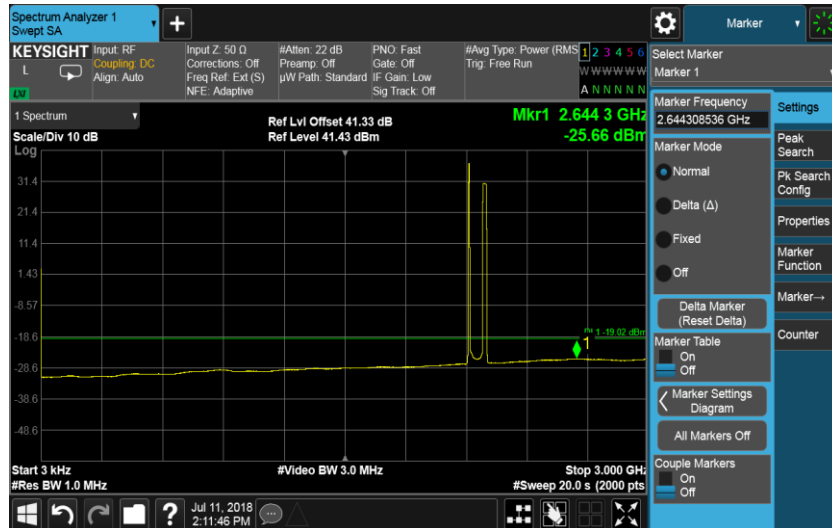 Spectrum Analyzer 1
Swept SA
Marker
KEYSIGHT
L
Input: RF
Coupling: DC
Align: Auto
Input Z: 50 Ω
Corrections: Off
Freq Ref: Ext (S)
NFE: Adaptive
#Atten: 22 dB
Preamp: Off
µW Path: Standard
PNO: Fast
Gate: Off
IF Gain: Low
Sig Track: Off
#Avg Type: Power (RMS
Trig: Free Run
1 2 3 4 5 6
W W W W W W
A N N N N N
Select Marker
Marker 1
1 Spectrum
Scale/Div 10 dB
Log
Ref Lvl Offset 41.33 dB
Ref Level 41.43 dBm
Mkr1 2.644 3 GHz
-25.66 dBm
31.4
21.4
11.4
1.43
-8.57
-18.6
-28.6
-38.6
-48.6
1 -19.02 dBm
1
Start 3 kHz
#Res BW 1.0 MHz
#Video BW 3.0 MHz
Stop 3.000 GHz
#Sweep 20.0 s (2000 pts
Marker Frequency
2.644308536 GHz
Marker Mode
Normal
Delta (Δ)
Fixed
Off
Delta Marker
(Reset Delta)
Marker Table
On
Off
Marker Settings
Diagram
All Markers Off
Couple Markers
On
Off
Settings
Peak
Search
Pk Search
Config
Properties
Marker
Function
Marker→
Counter
?
Jul 11, 2018
2:11:46 PM